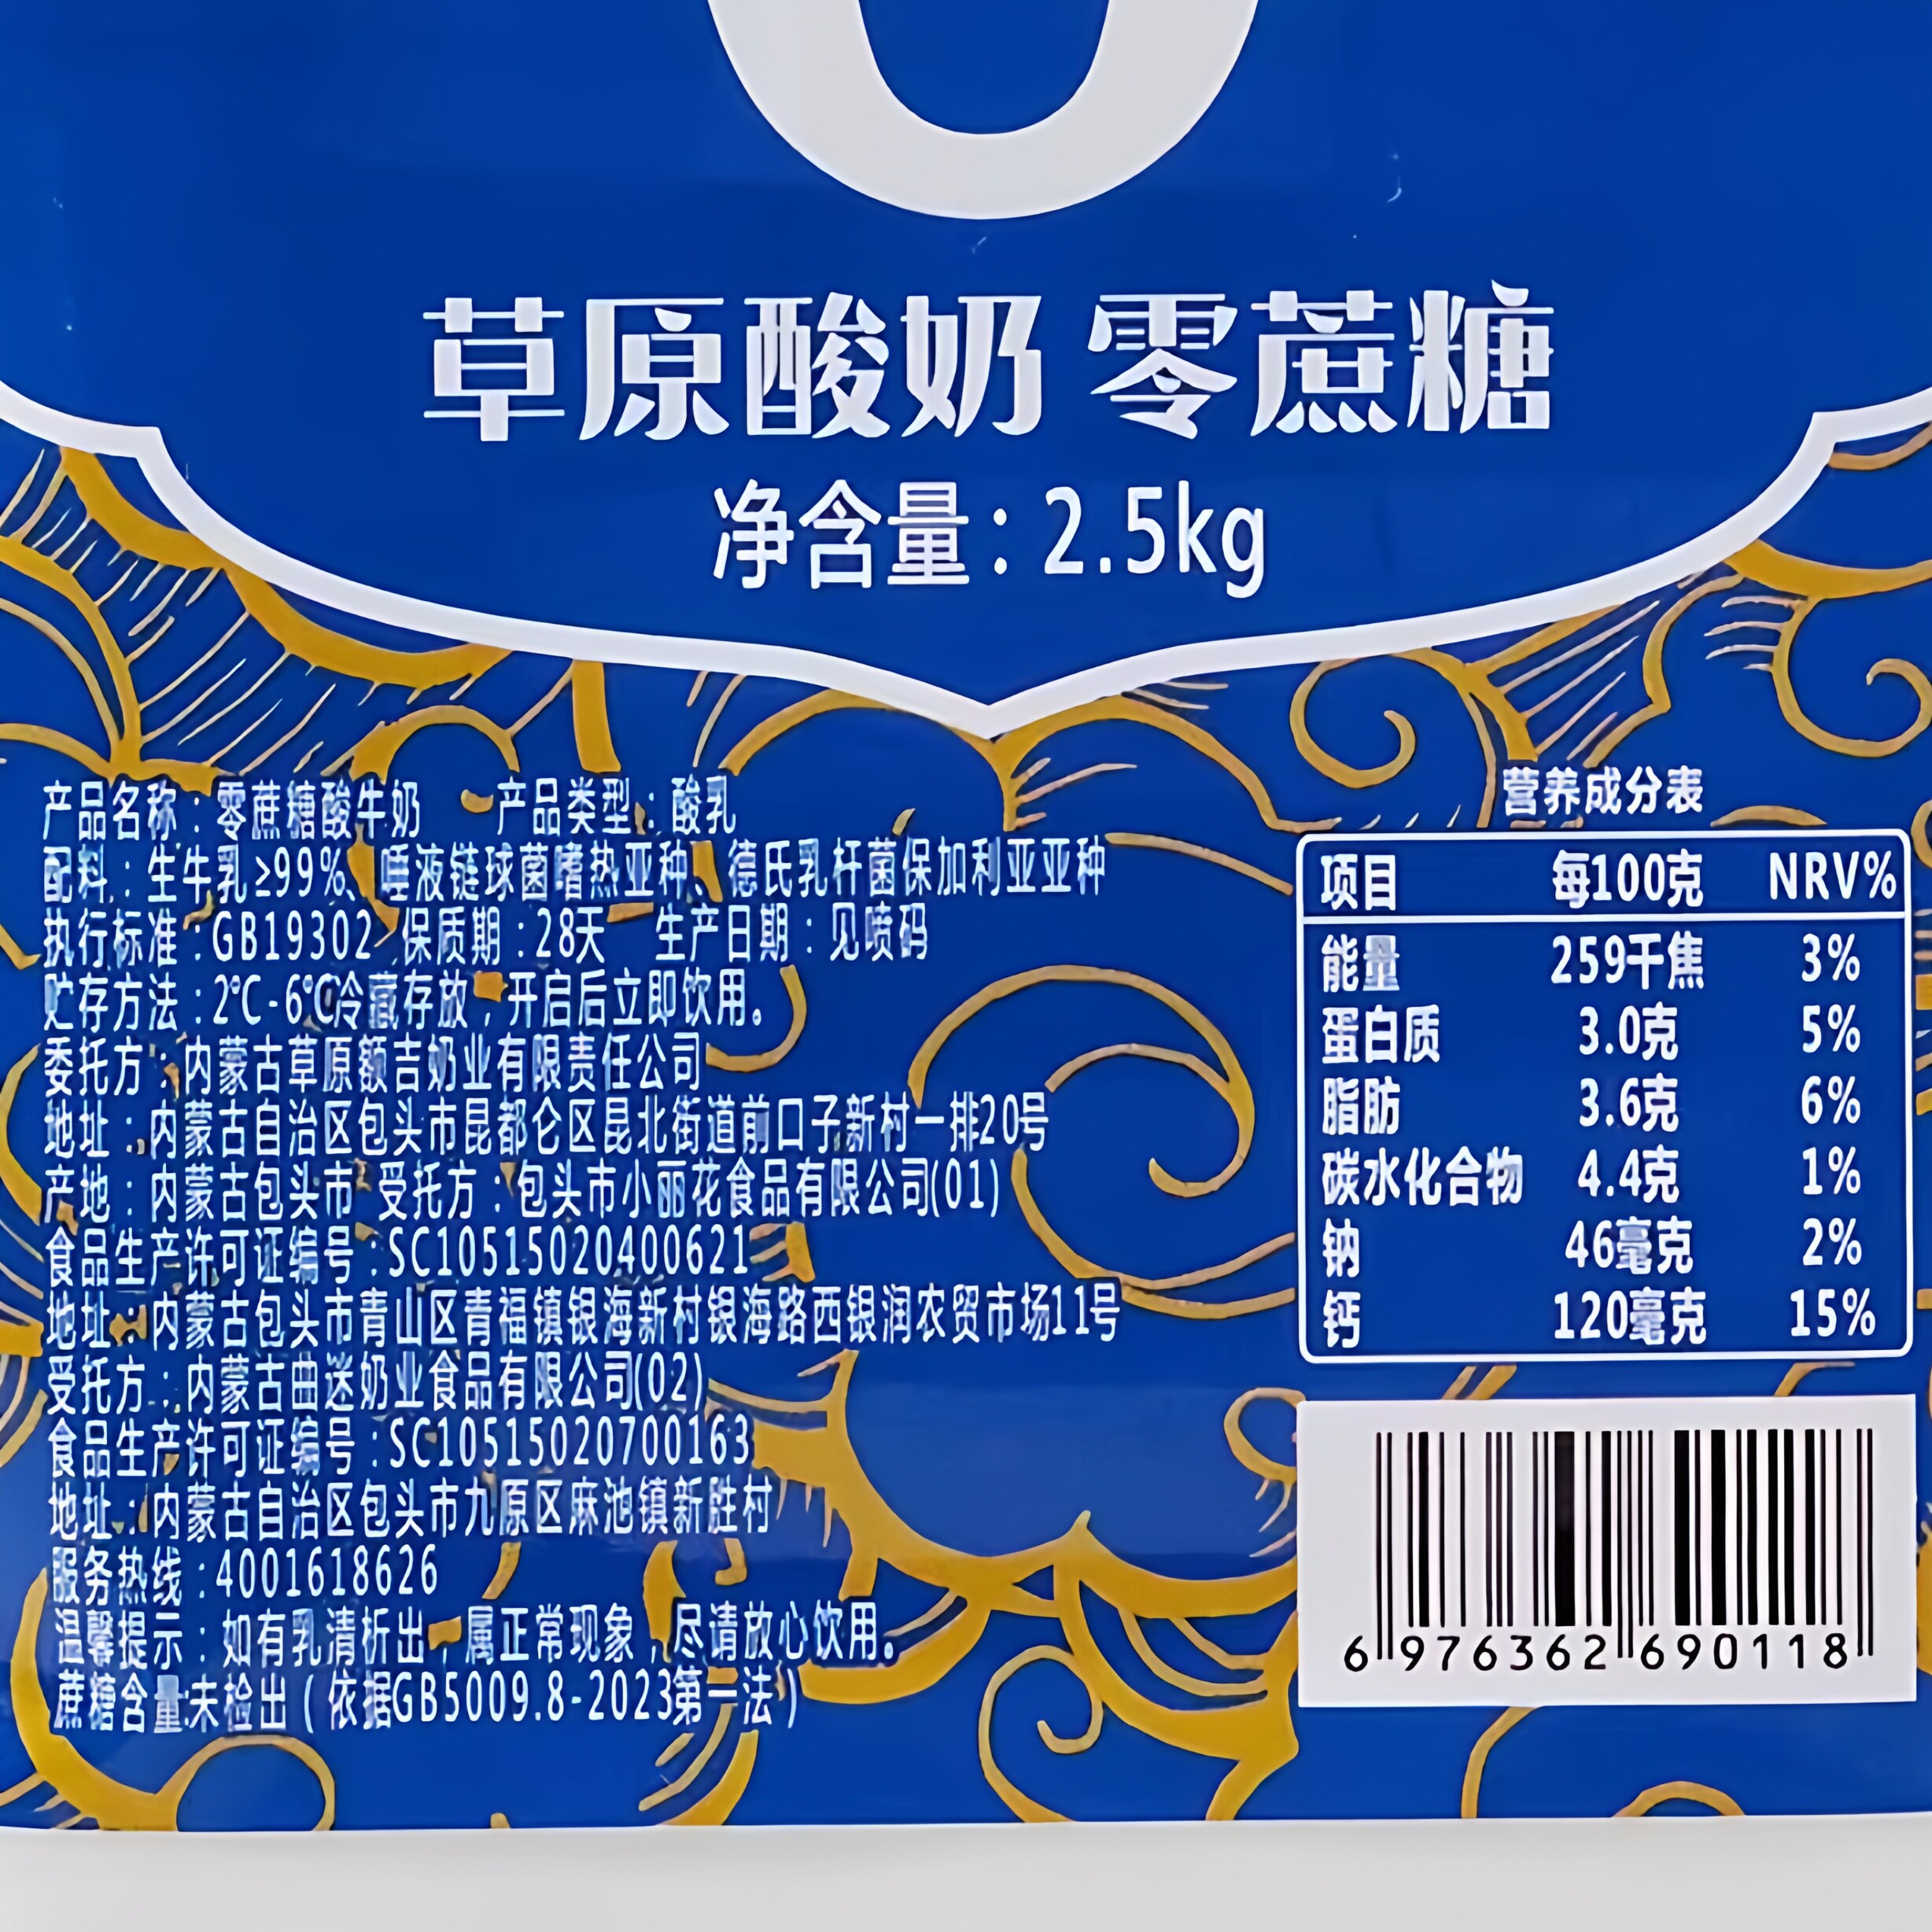 草原酸奶 零蔗糖
净含量：2.5kg
产品名称：零蔗糖酸牛奶 产品类型：酸乳
配料：生牛乳≥99%、唾液链球菌嗜热亚种、德氏乳杆菌保加利亚亚种
执行标准：GB19302 保质期：28天 生产日期：见喷码
贮存方法：2℃-6℃冷藏存放，开启后立即饮用。
委托方：内蒙古草原额吉奶业有限责任公司
地址：内蒙古自治区包头市昆都仑区昆北街道前口子新村一排20号
产地：内蒙古包头市 受托方：包头市小丽花食品有限公司(01)
食品生产许可证编号：SC10515020400621
地址：内蒙古包头市青山区青福镇银海新村银海路西银润农贸市场11号
受托方：内蒙古曲送奶业食品有限公司(02)
食品生产许可证编号：SC10515020700163
地址：内蒙古自治区包头市九原区麻池镇新胜村
服务热线：4001618626
温馨提示：如有乳清析出，属正常现象，尽请放心饮用。
蔗糖含量:未检出（依据GB5009.8-2023第一法）
营养成分表
项目 每100克 NRV%
能量 259千焦 3%
蛋白质 3.0克 5%
脂肪 3.6克 6%
碳水化合物 4.4克 1%
钠 46毫克 2%
钙 120毫克 15%
6 976362 690118